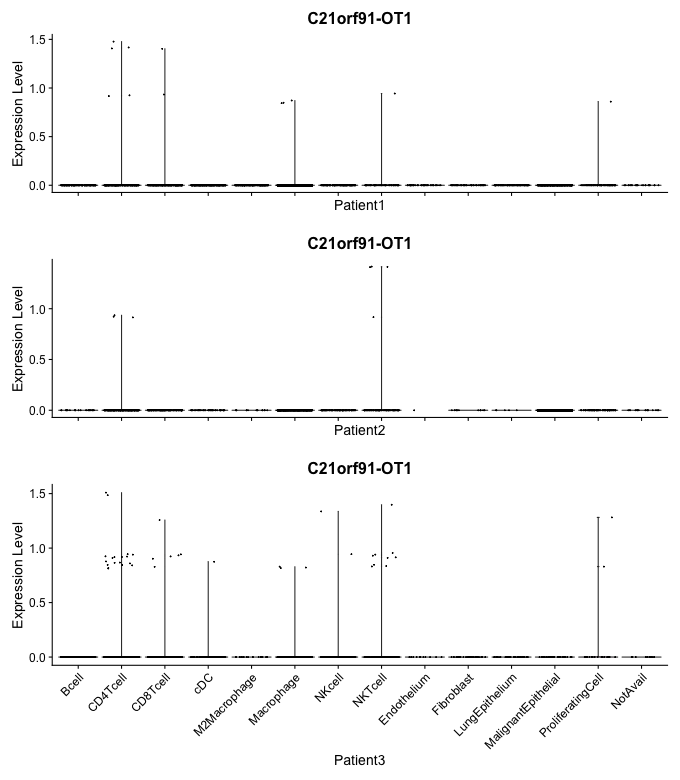 C21orf91-OT1
Expression Level
1.5
1.0
0.5
0.0
Patient1
C21orf91-OT1
Expression Level
1.0
0.5
0.0
Patient2
C21orf91-OT1
Expression Level
1.5
1.0
0.5
0.0
Bcell
CD4Tcell
CD8Tcell
cDC
M2Macrophage
Macrophage
NKcell
NKTcell
Endothelium
Fibroblast
LungEpithelium
MalignantEpithelial
ProliferatingCell
NotAvail
Patient3